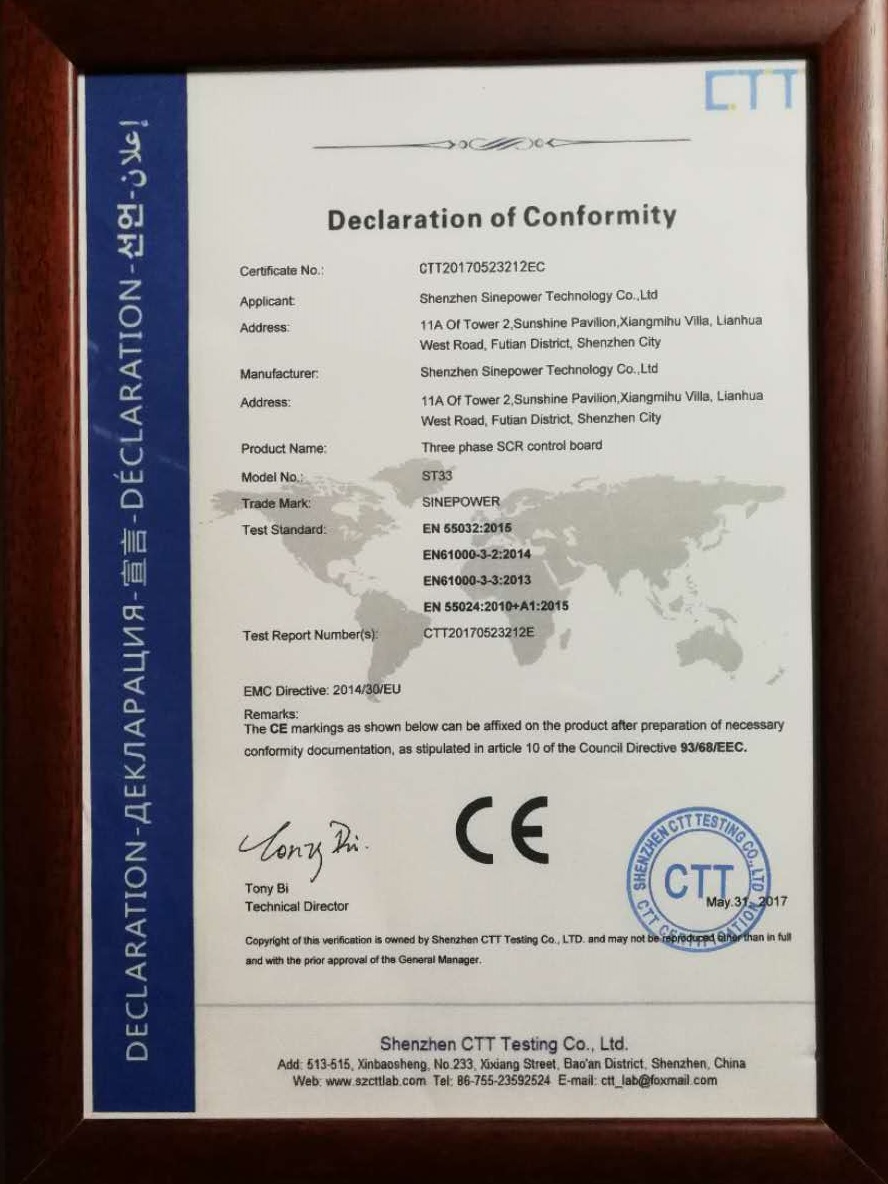 CTT
DECLARATION-ДЕКЛАРАЦИЯ-宣言-DÉCLARATION-선언-إعلان
Declaration of Conformity
Certificate No.: CTT20170523212EC
Applicant: Shenzhen Sinepower Technology Co.,Ltd
Address: 11A Of Tower 2,Sunshine Pavilion,Xiangmihu Villa, Lianhua
West Road, Futian District, Shenzhen City
Manufacturer: Shenzhen Sinepower Technology Co.,Ltd
Address: 11A Of Tower 2,Sunshine Pavilion,Xiangmihu Villa, Lianhua
West Road, Futian District, Shenzhen City
Product Name: Three phase SCR control board
Model No.: ST33
Trade Mark: SINEPOWER
Test Standard: EN 55032:2015
EN61000-3-2:2014
EN61000-3-3:2013
EN 55024:2010+A1:2015
Test Report Number(s): CTT20170523212E
EMC Directive: 2014/30/EU
Remarks:
The CE markings as shown below can be affixed on the product after preparation of necessary
conformity documentation, as stipulated in article 10 of the Council Directive 93/68/EEC.
CE
Tony Bi.
Tony Bi
Technical Director
SHENZHEN CTT TESTING CO.,LTD
CTT
CTT CERTIFICATION
May.31, 2017
Copyright of this verification is owned by Shenzhen CTT Testing Co., LTD. and may not be reproduced other than in full
and with the prior approval of the General Manager.
Shenzhen CTT Testing Co., Ltd.
Add: 513-515, Xinbaosheng, No.233, Xixiang Street, Bao'an District, Shenzhen, China
Web: www.szcttlab.com Tel: 86-755-23592524 E-mail: ctt_lab@foxmail.com